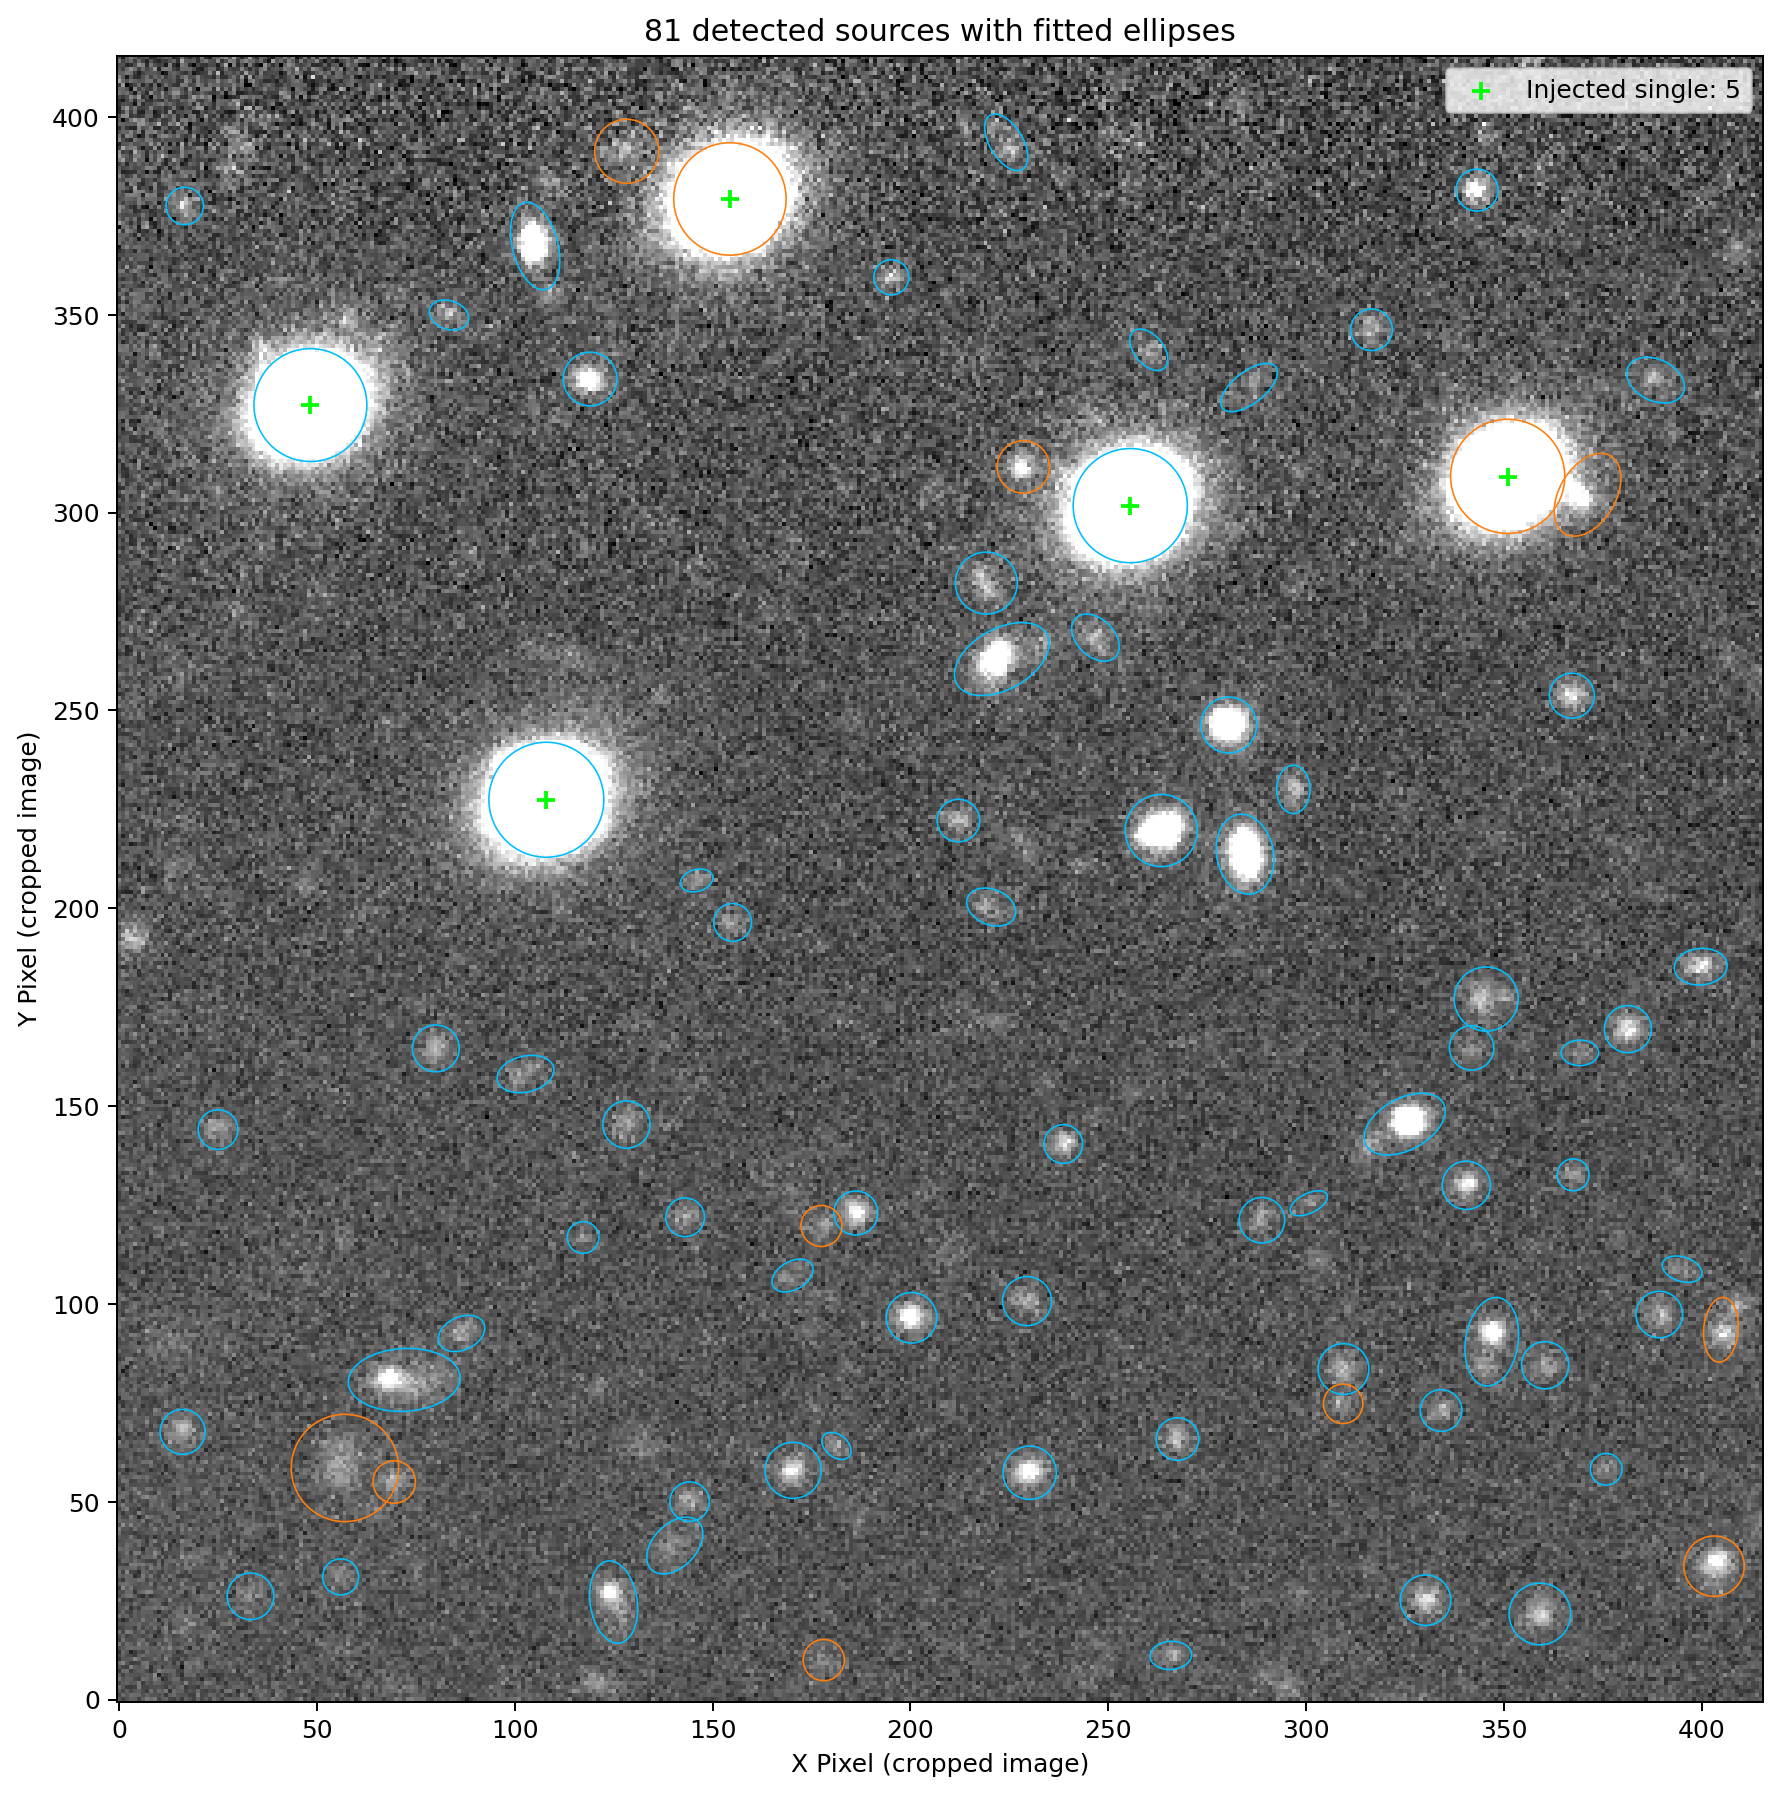 81 detected sources with fitted ellipses
Injected single: 5
400
350
300
250
200
150
100
50
0
Y Pixel (cropped image)
0 50 100 150 200 250 300 350 400
X Pixel (cropped image)